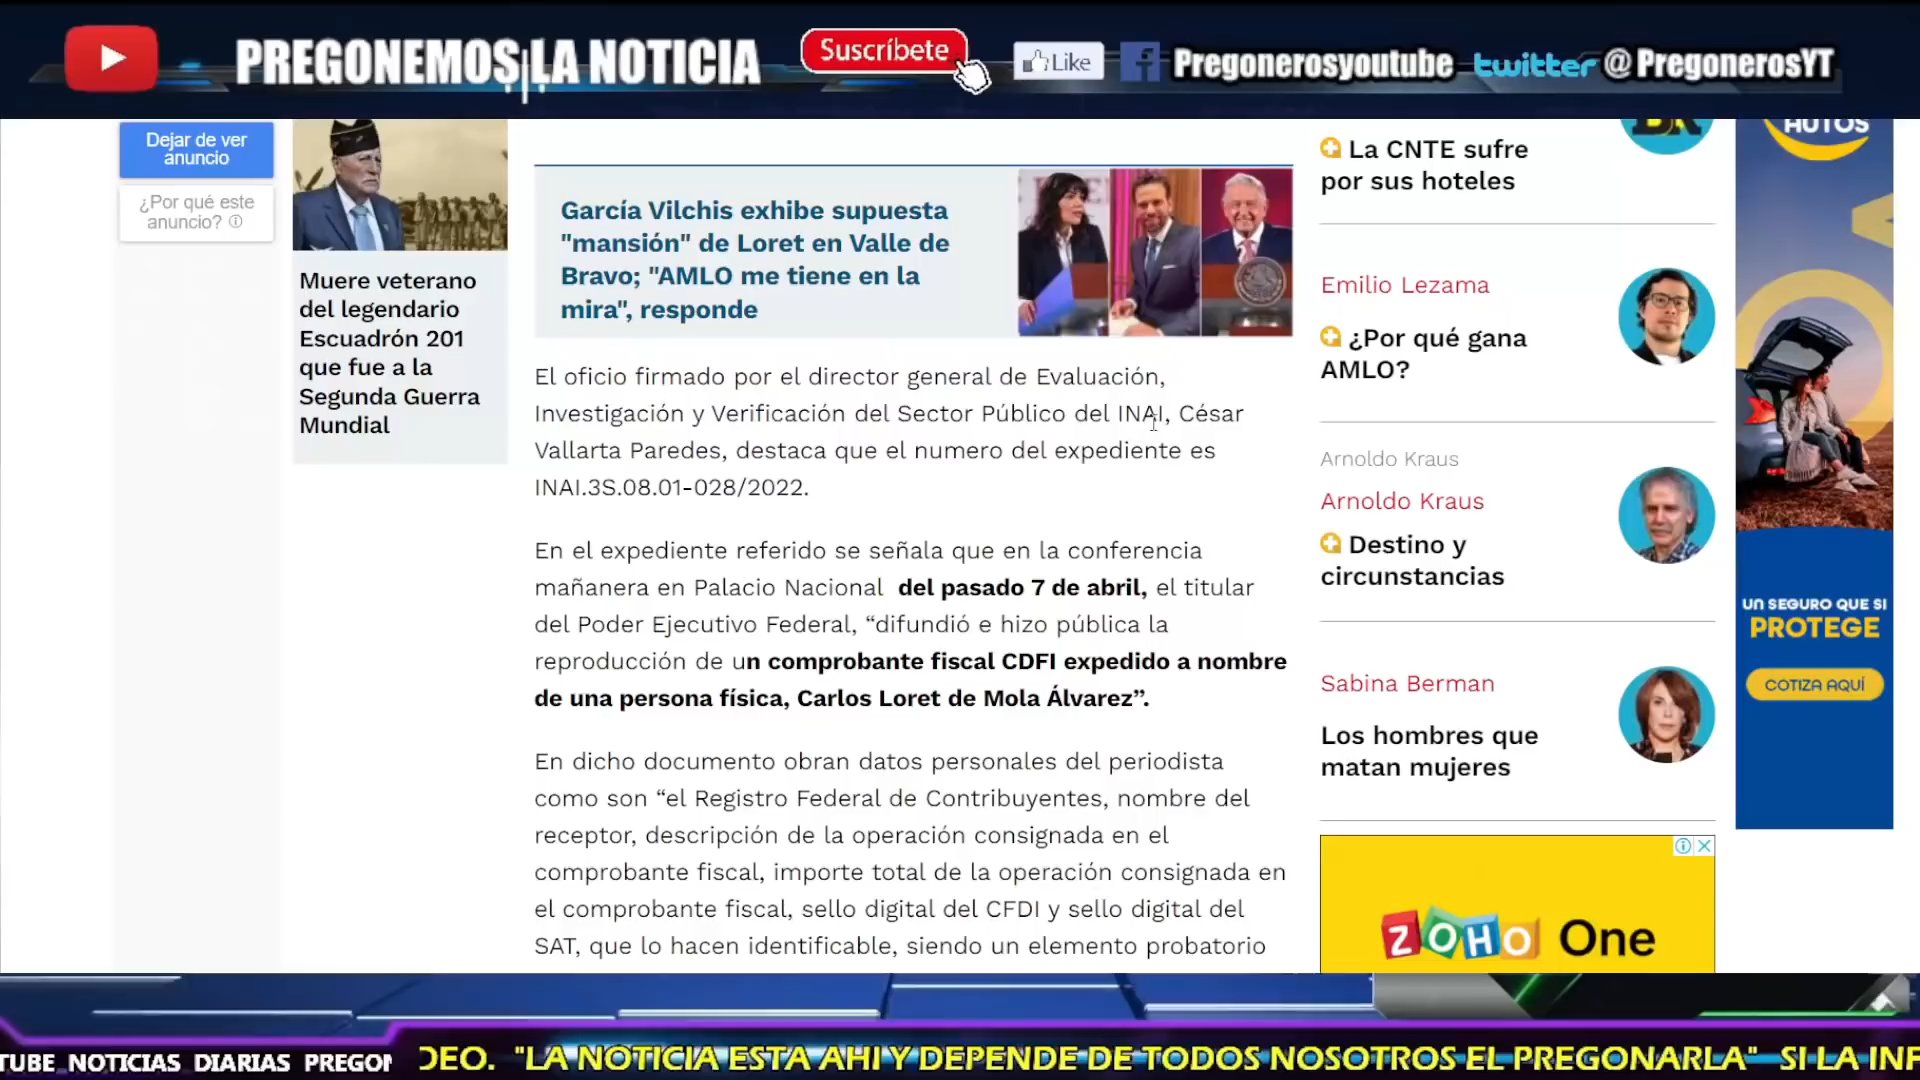 PREGONEMOS LA NOTICIA
Suscríbete
Like
Pregonerosyoutube
twitter @PregonerosYT
Dejar de ver
anuncio
¿Por qué este
anuncio?
Muere veterano
del legendario
Escuadrón 201
que fue a la
Segunda Guerra
Mundial
García Vilchis exhibe supuesta
"mansión" de Loret en Valle de
Bravo; "AMLO me tiene en la
mira", responde
El oficio firmado por el director general de Evaluación,
Investigación y Verificación del Sector Público del INAI, César
Vallarta Paredes, destaca que el numero del expediente es
INAI.3S.08.01-028/2022.
En el expediente referido se señala que en la conferencia
mañanera en Palacio Nacional del pasado 7 de abril, el titular
del Poder Ejecutivo Federal, “difundió e hizo pública la
reproducción de un comprobante fiscal CDFI expedido a nombre
de una persona física, Carlos Loret de Mola Álvarez”.
En dicho documento obran datos personales del periodista
como son “el Registro Federal de Contribuyentes, nombre del
receptor, descripción de la operación consignada en el
comprobante fiscal, importe total de la operación consignada en
el comprobante fiscal, sello digital del CFDI y sello digital del
SAT, que lo hacen identificable, siendo un elemento probatorio
La CNTE sufre
por sus hoteles
Emilio Lezama
¿Por qué gana
AMLO?
Arnoldo Kraus
Arnoldo Kraus
Destino y
circunstancias
Sabina Berman
Los hombres que
matan mujeres
ZOHO One
AUTOS
UN SEGURO QUE SI
PROTEGE
COTIZA AQUÍ
TUBE NOTICIAS DIARIAS PREGON
DEO. "LA NOTICIA ESTA AHI Y DEPENDE DE TODOS NOSOTROS EL PREGONARLA" SI LA INF